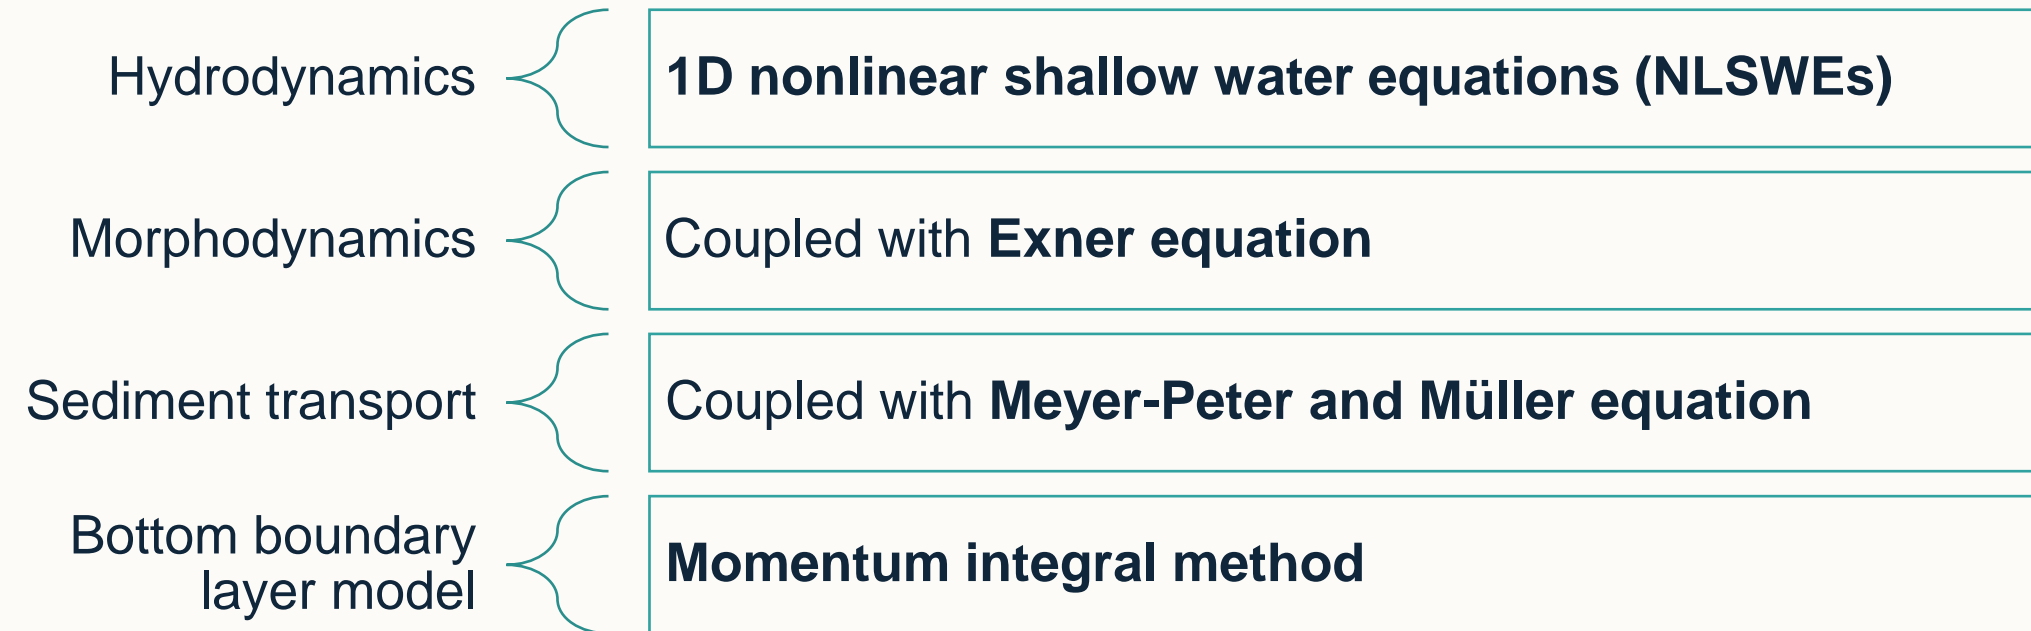 Hydrodynamics
1D nonlinear shallow water equations (NLSWEs)
Morphodynamics
Coupled with Exner equation
Sediment transport
Coupled with Meyer-Peter and Müller equation
Bottom boundary
layer model
Momentum integral method